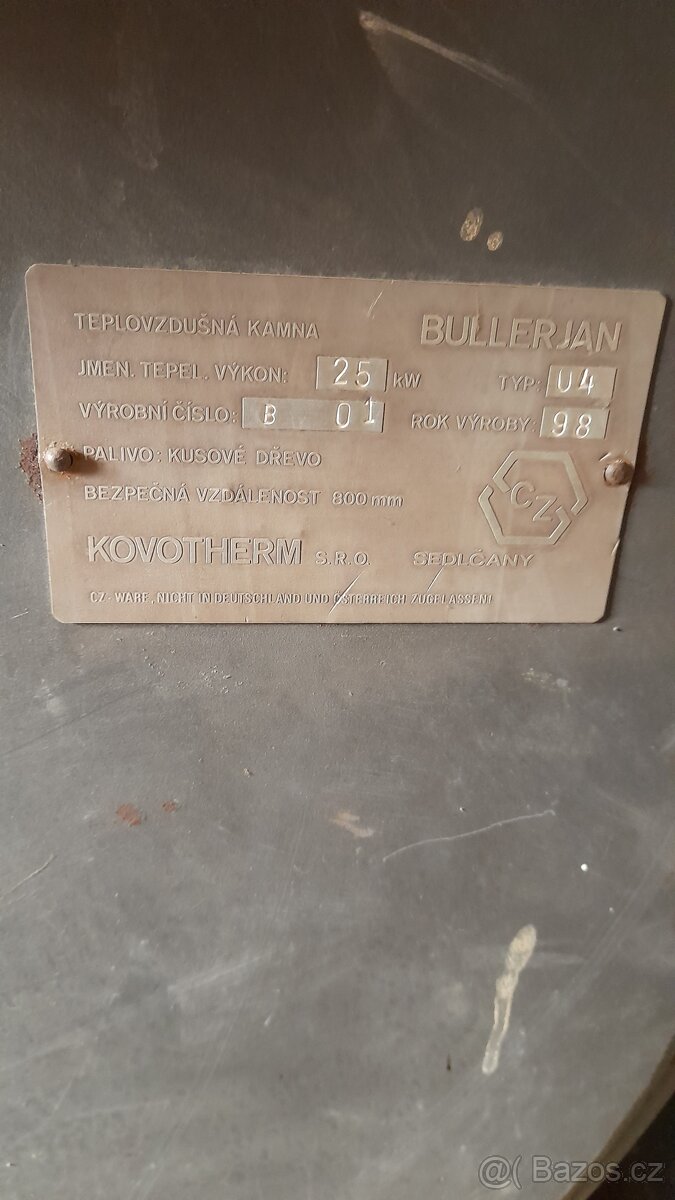 TEPLOVZDUŠNÁ KAMNA BULLERJAN
JMEN. TEPEL. VÝKON: 25 kW TYP: U4
VÝROBNÍ ČÍSLO: B 01 ROK VÝROBY: 98
PALIVO: KUSOVÉ DŘEVO
BEZPEČNÁ VZDÁLENOST 800 mm
CZ
KOVOTHERM S.R.O. SEDLČANY
CZ-WARE, NICHT IN DEUTSCHLAND UND ÖSTERREICH ZUGELASSEN!
@( Bazos.cz